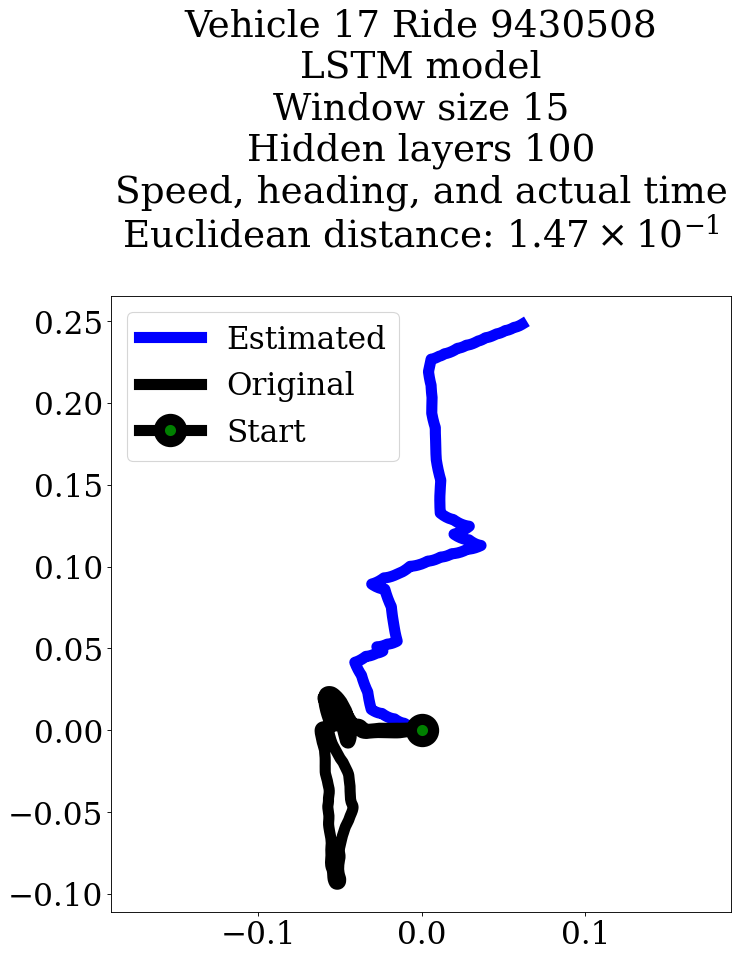 Vehicle 17 Ride 9430508
LSTM model
Window size 15
Hidden layers 100
Speed, heading, and actual time
Euclidean distance: 1.47 × 10⁻¹
Estimated
Original
Start
0.25
0.20
0.15
0.10
0.05
0.00
−0.05
−0.10
−0.1 0.0 0.1